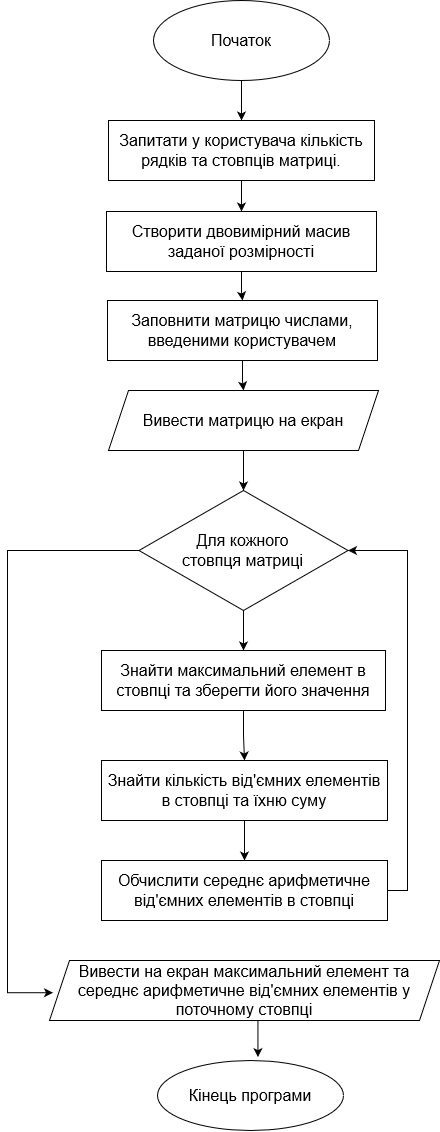 Початок
Запитати у користувача кількість
рядків та стовпців матриці.
Створити двовимірний масив
заданої розмірності
Заповнити матрицю числами,
введеними користувачем
Вивести матрицю на екран
Для кожного
стовпця матриці
Знайти максимальний елемент в
стовпці та зберегти його значення
Знайти кількість від'ємних елементів
в стовпці та їхню суму
Обчислити середнє арифметичне
від'ємних елементів в стовпці
Вивести на екран максимальний елемент та
середнє арифметичне від'ємних елементів у
поточному стовпці
Кінець програми